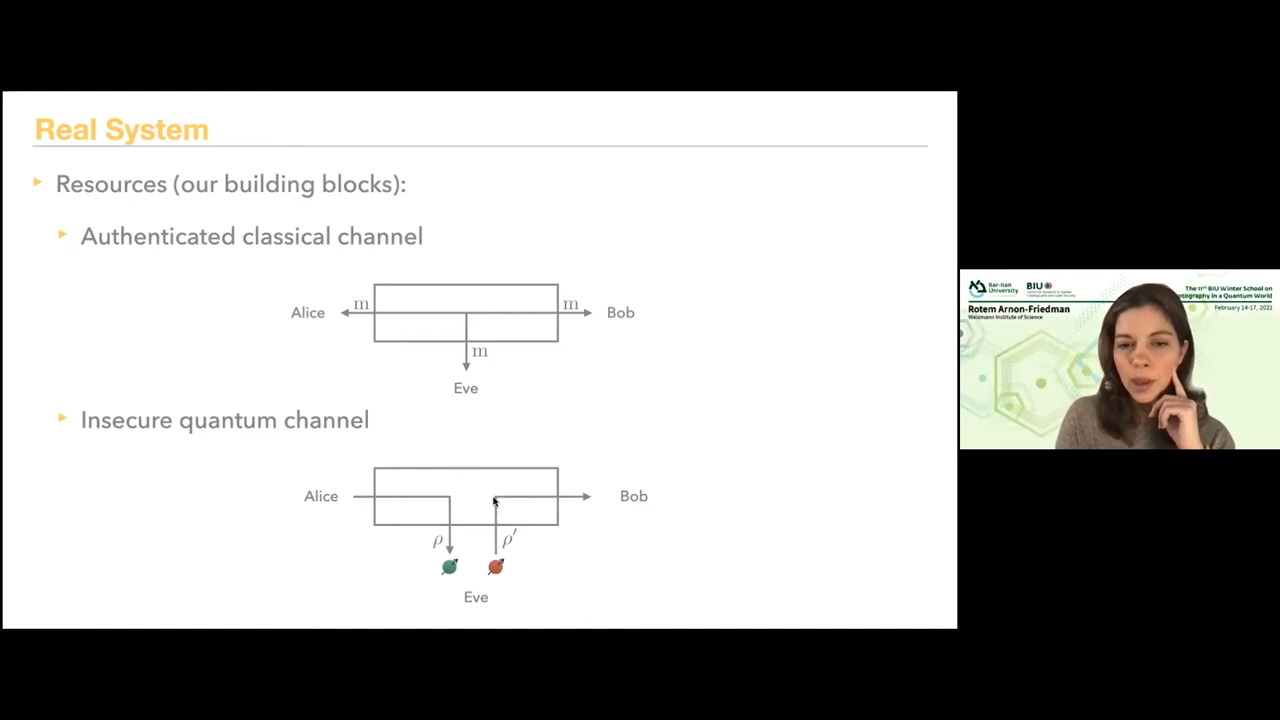 Real System
Resources (our building blocks):
Authenticated classical channel
Alice
m
m
Bob
m
Eve
Insecure quantum channel
Alice
Bob
ρ
ρ′
Eve
Bar-Ilan
University
BIU
The 11th BIU Winter School on
ptography in a Quantum World
February 14-17, 2021
Rotem Arnon-Friedman
Weizmann Institute of Science